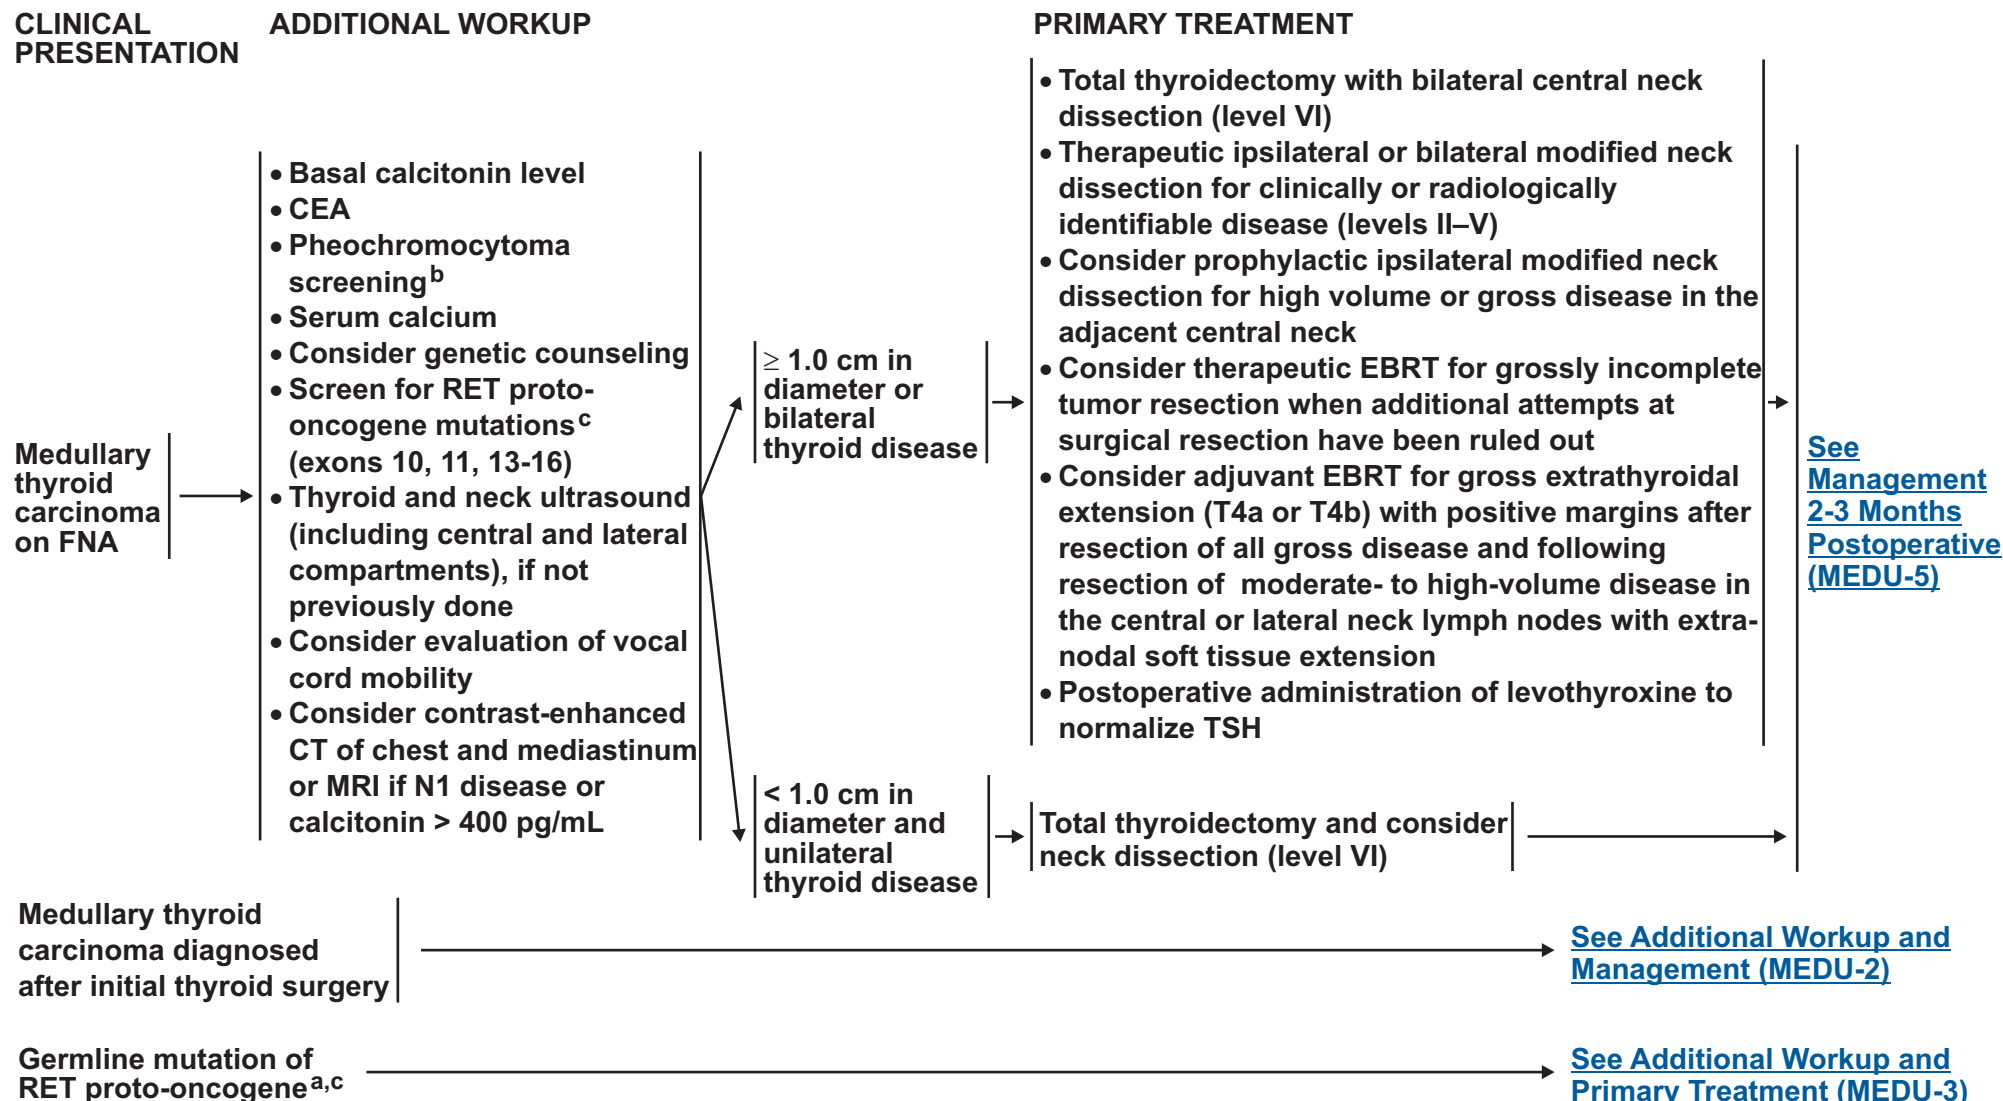 CLINICAL
PRESENTATION
ADDITIONAL WORKUP
PRIMARY TREATMENT
Medullary
thyroid
carcinoma
on FNA
• Basal calcitonin level
• CEA
• Pheochromocytoma
screening b
• Serum calcium
• Consider genetic counseling
• Screen for RET proto-
oncogene mutations c
(exons 10, 11, 13-16)
• Thyroid and neck ultrasound
(including central and lateral
compartments), if not
previously done
• Consider evaluation of vocal
cord mobility
• Consider contrast-enhanced
CT of chest and mediastinum
or MRI if N1 disease or
calcitonin > 400 pg/mL
≥ 1.0 cm in
diameter or
bilateral
thyroid disease
• Total thyroidectomy with bilateral central neck
dissection (level VI)
• Therapeutic ipsilateral or bilateral modified neck
dissection for clinically or radiologically
identifiable disease (levels II–V)
• Consider prophylactic ipsilateral modified neck
dissection for high volume or gross disease in the
adjacent central neck
• Consider therapeutic EBRT for grossly incomplete
tumor resection when additional attempts at
surgical resection have been ruled out
• Consider adjuvant EBRT for gross extrathyroidal
extension (T4a or T4b) with positive margins after
resection of all gross disease and following
resection of moderate- to high-volume disease in
the central or lateral neck lymph nodes with extra-
nodal soft tissue extension
• Postoperative administration of levothyroxine to
normalize TSH
< 1.0 cm in
diameter and
unilateral
thyroid disease
Total thyroidectomy and consider
neck dissection (level VI)
See
Management
2-3 Months
Postoperative
(MEDU-5)
Medullary thyroid
carcinoma diagnosed
after initial thyroid surgery
See Additional Workup and
Management (MEDU-2)
Germline mutation of
RET proto-oncogene a,c
See Additional Workup and
Primary Treatment (MEDU-3)